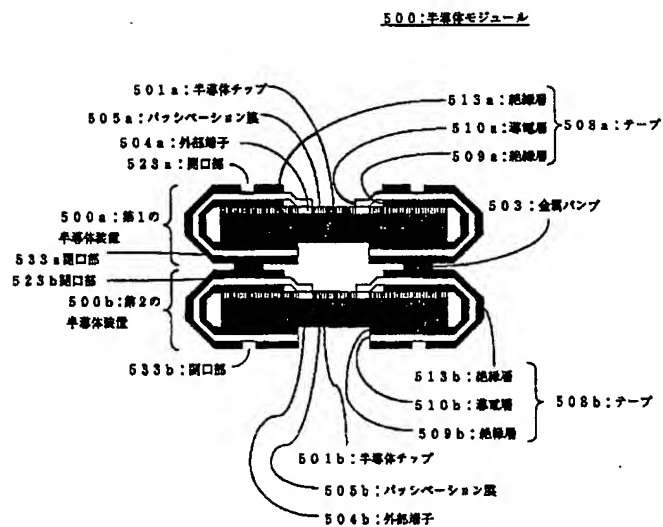 500:半導体モジュール
501a:半導体チップ
505a:パッシベーション膜
504a:外部端子
523a:開口部
513a:絶縁層
510a:導電層
509a:絶縁層
508a:テープ
500a:第1の
半導体装置
503:金属バンプ
533a開口部
523b開口部
500b:第2の
半導体装置
533b:開口部
513b:絶縁層
510b:導電層
509b:絶縁層
508b:テープ
501b:半導体チップ
505b:パッシベーション膜
504b:外部端子